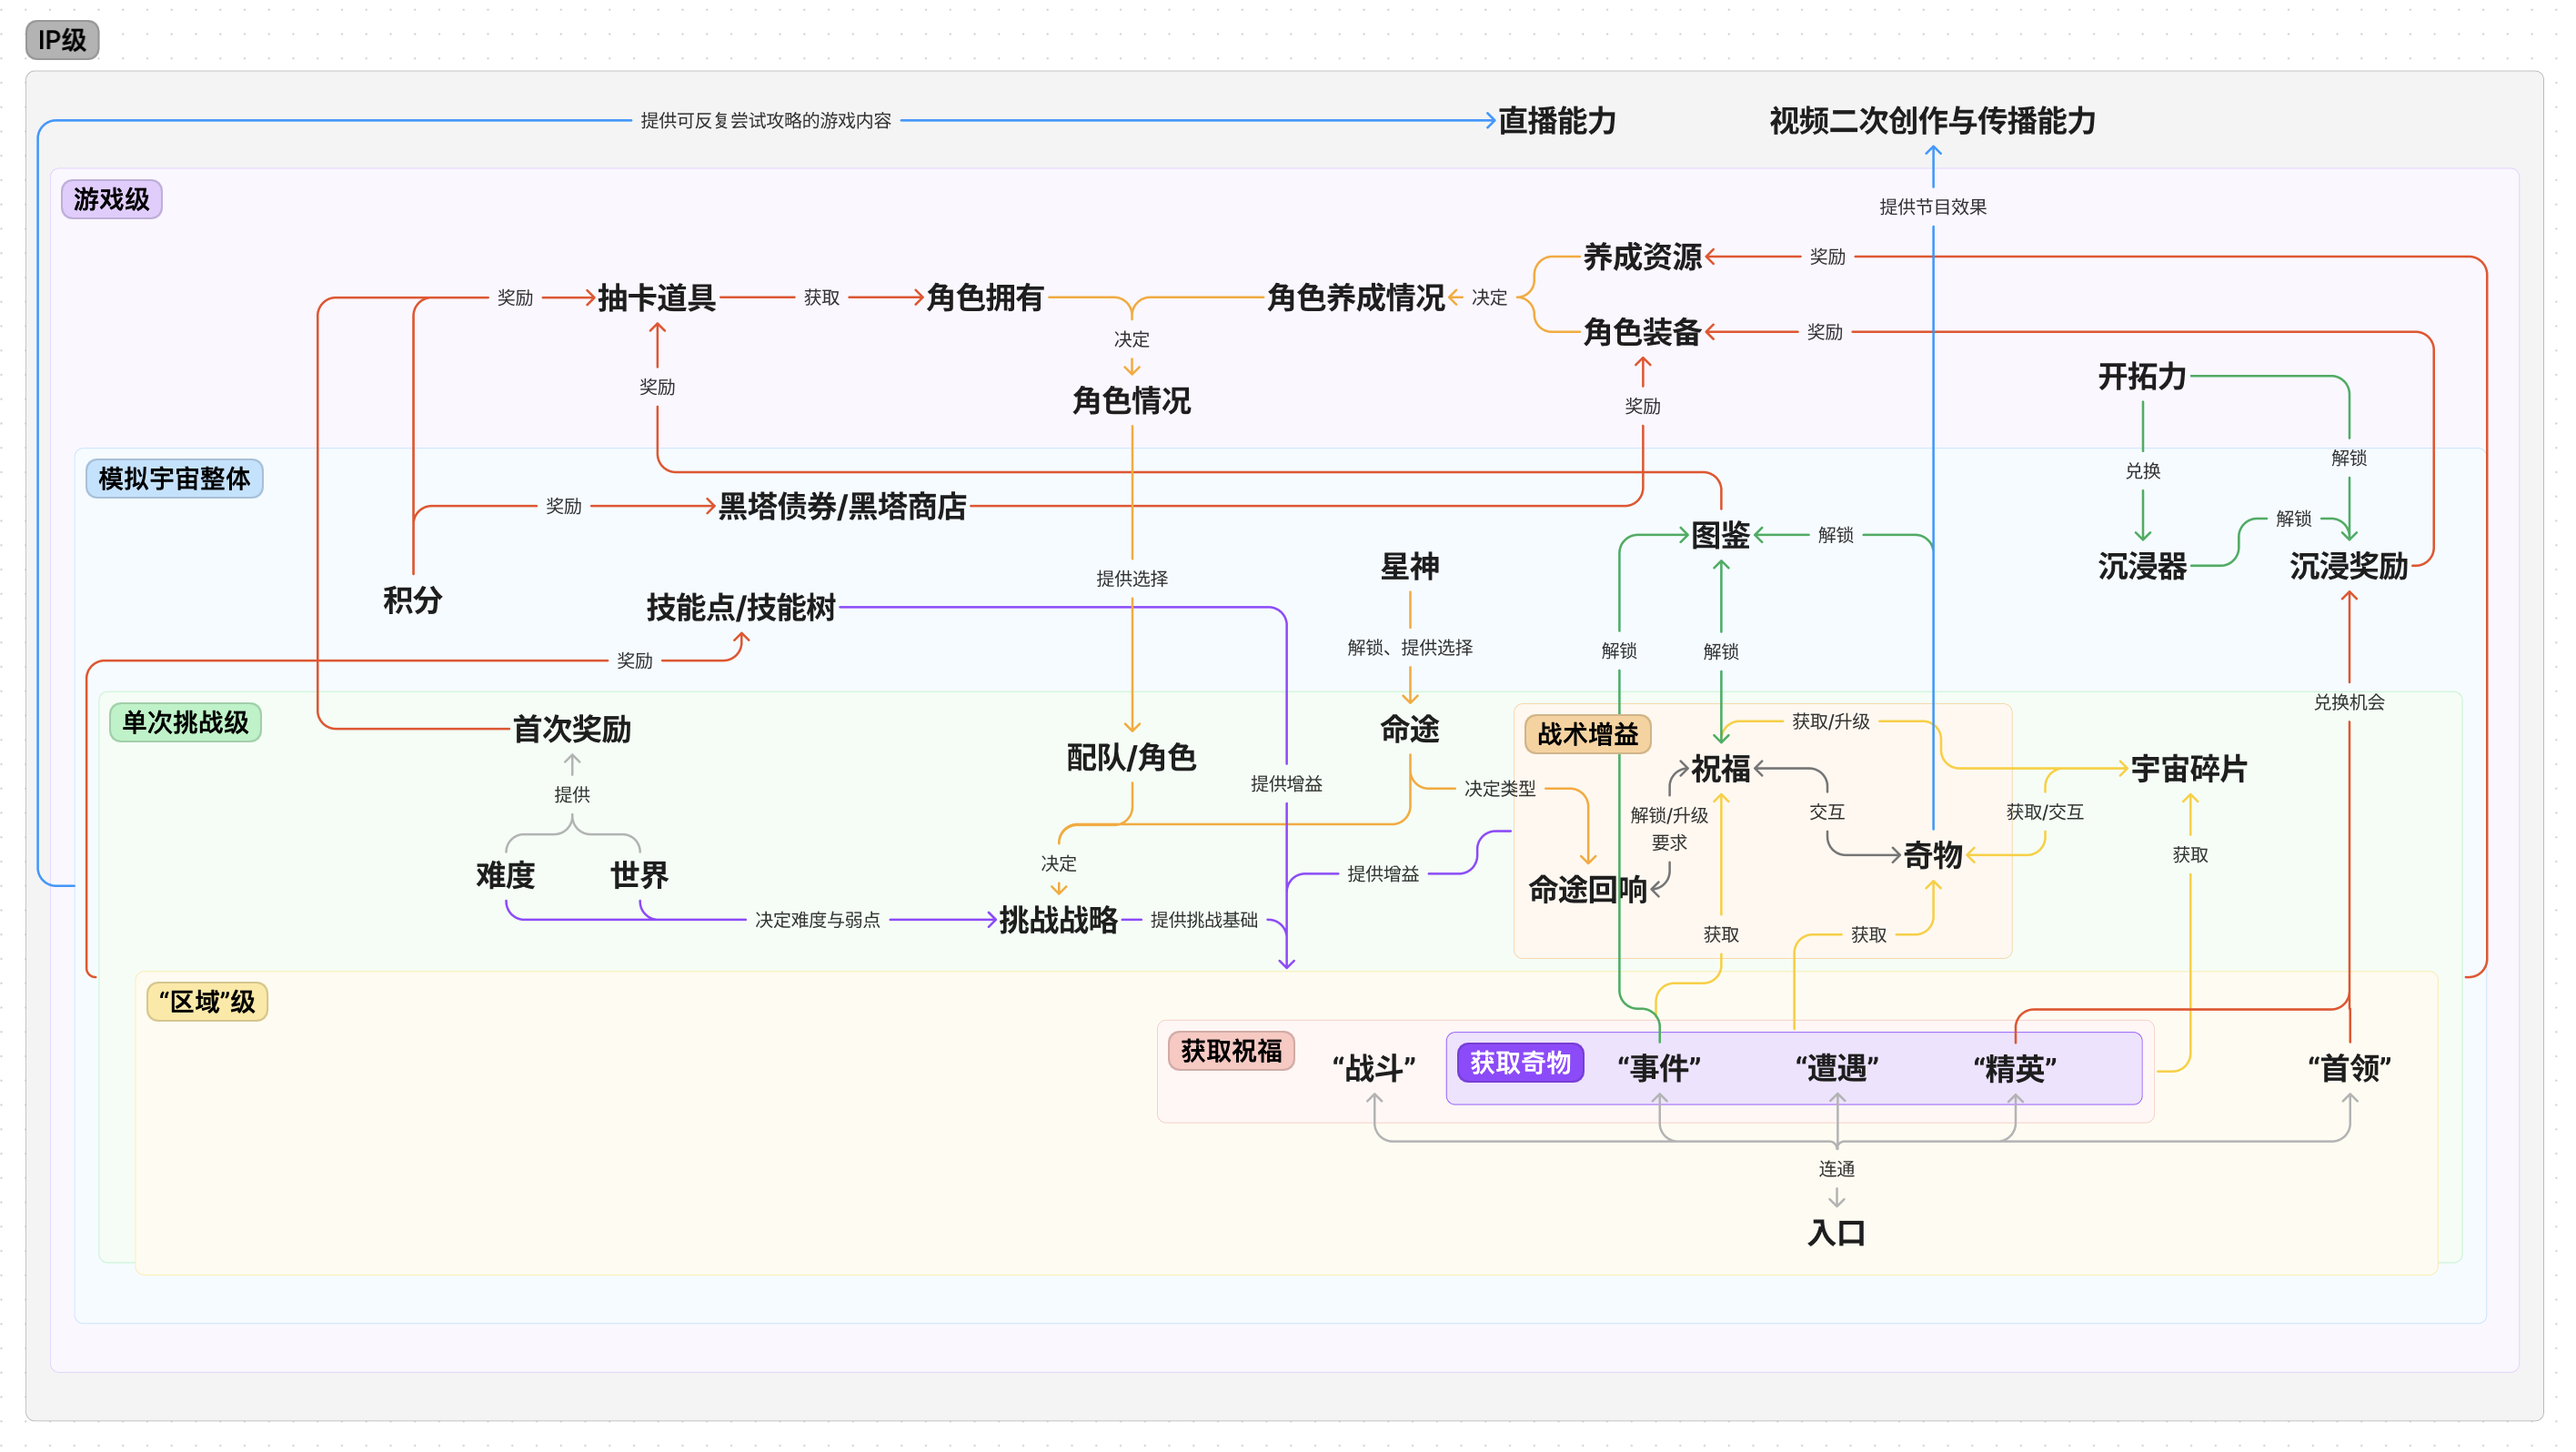 IP级
提供可反复尝试攻略的游戏内容
直播能力
视频二次创作与传播能力
游戏级
提供节目效果
养成资源
奖励
奖励
抽卡道具
获取
角色拥有
角色养成情况
决定
角色装备
奖励
决定
开拓力
奖励
角色情况
奖励
模拟宇宙整体
解锁
兑换
奖励
黑塔债券/黑塔商店
图鉴
解锁
解锁
星神
沉浸器
沉浸奖励
提供选择
积分
技能点/技能树
解锁、提供选择
解锁
解锁
奖励
兑换机会
单次挑战级
首次奖励
命途
战术增益
获取/升级
配队/角色
祝福
宇宙碎片
提供增益
决定类型
提供
解锁/升级
要求
交互
获取/交互
奇物
获取
决定
难度
世界
提供增益
命途回响
决定难度与弱点
挑战战略
提供挑战基础
获取
获取
“区域”级
获取祝福
“战斗”
获取奇物
“事件”
“遭遇”
“精英”
“首领”
连通
入口